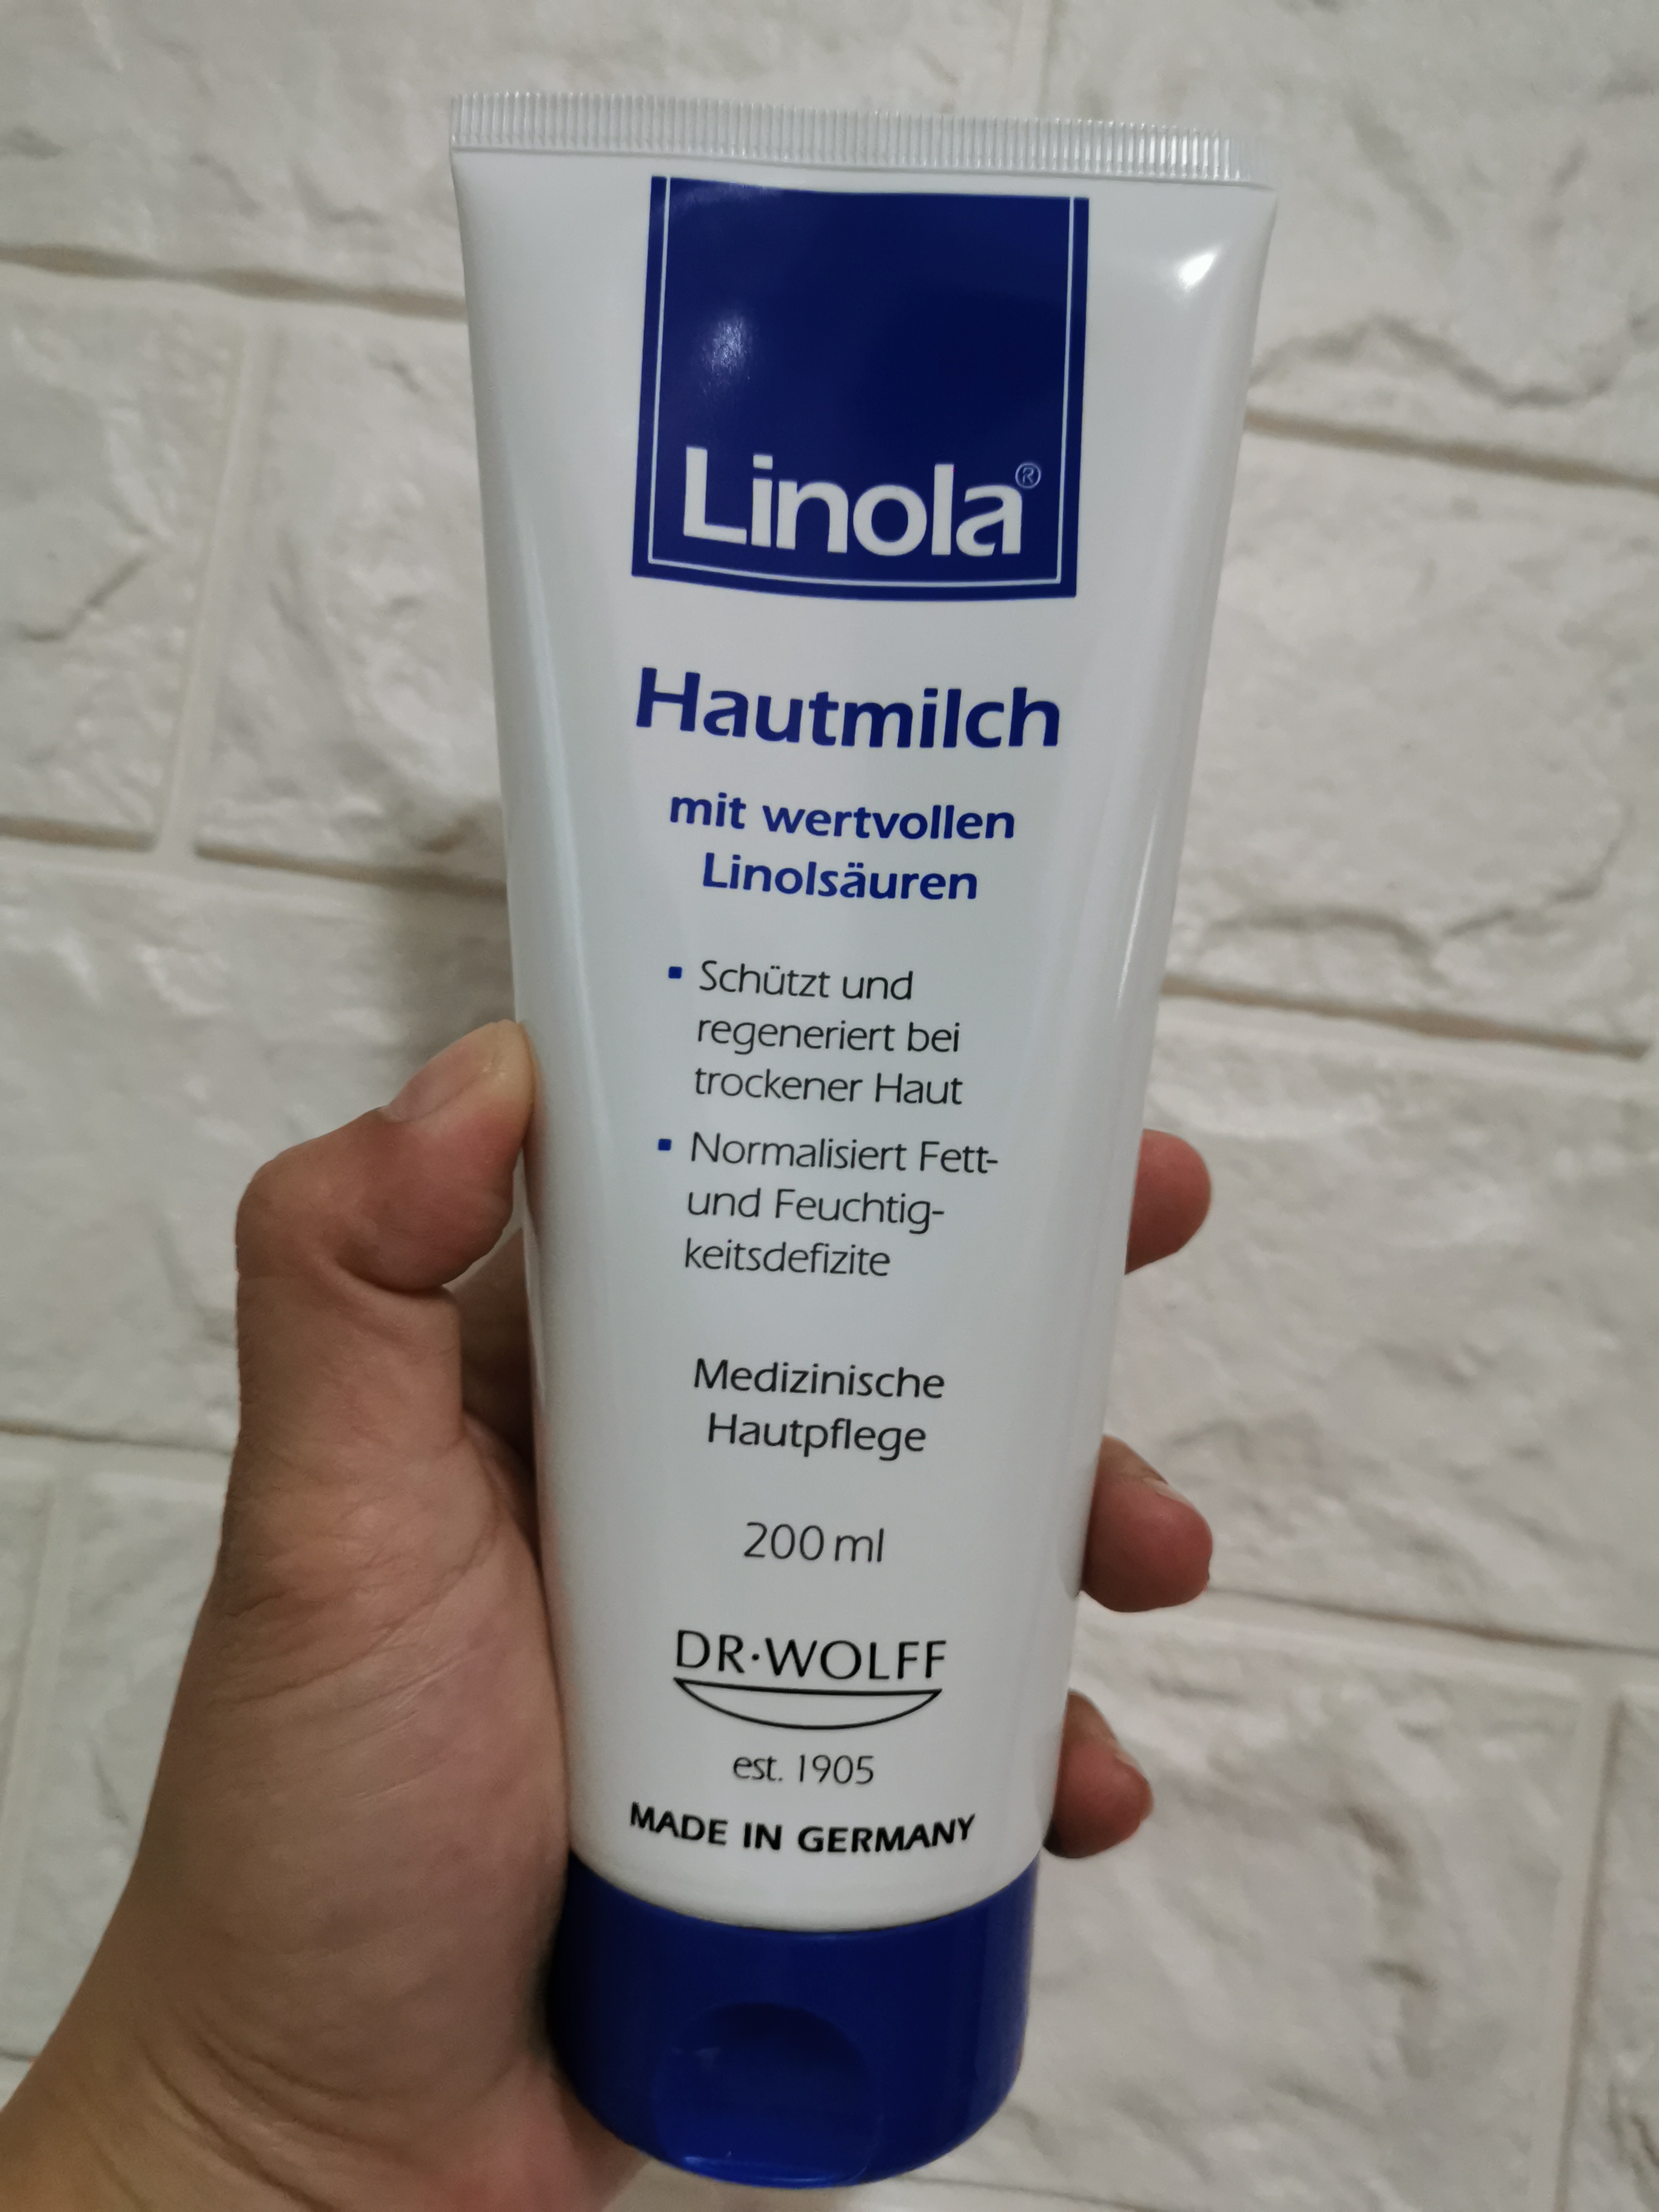 Linola®
Hautmilch
mit wertvollen
Linolsäuren
▪ Schützt und
regeneriert bei
trockener Haut
▪ Normalisiert Fett-
und Feuchtig-
keitsdefizite
Medizinische
Hautpflege
200 ml
DR·WOLFF
est. 1905
MADE IN GERMANY